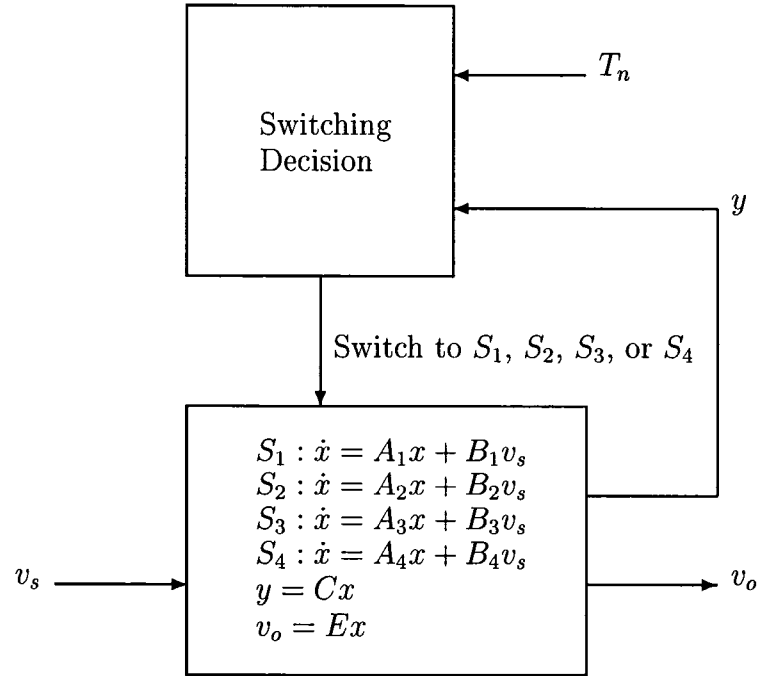 T_n
Switching
Decision
y
Switch to S_1, S_2, S_3, or S_4
S_1 : ẋ = A_1x + B_1v_s
S_2 : ẋ = A_2x + B_2v_s
S_3 : ẋ = A_3x + B_3v_s
S_4 : ẋ = A_4x + B_4v_s
v_s
y = Cx
v_o
v_o = Ex